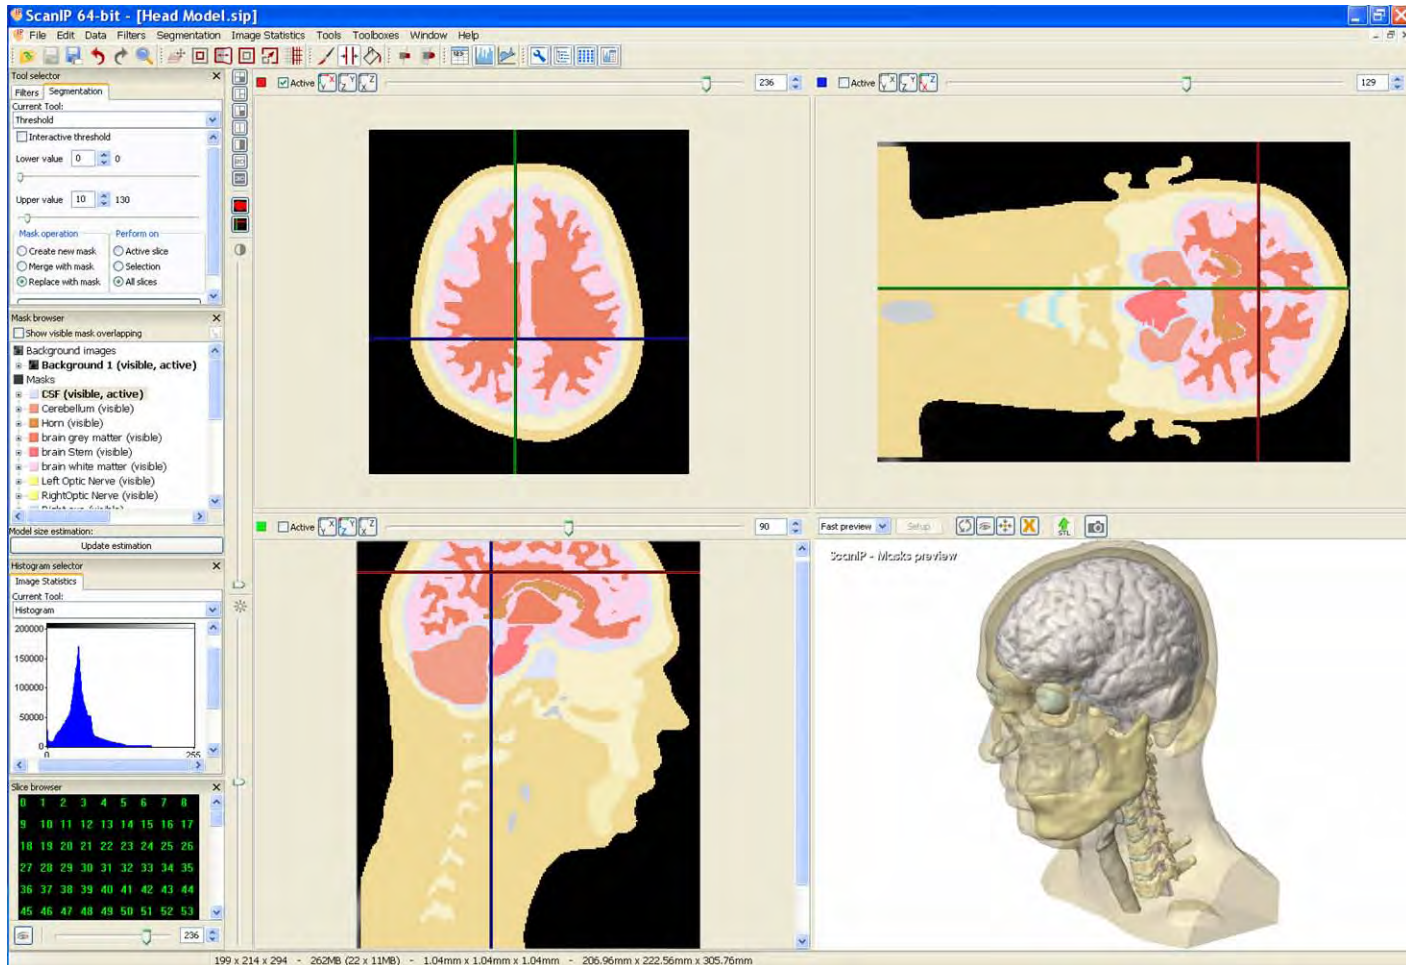 ScanIP 64-bit - [Head Model.sip]
File Edit Data Filters Segmentation Image Statistics Tools Toolboxes Window Help
Tool selector
Filters Segmentation
Current Tool:
Threshold
Interactive threshold
Lower value 0 0
Upper value 10 130
Mask operation Perform on
Create new mask Active slice
Merge with mask Selection
Replace with mask All slices
Mask browser
Show visible mask overlapping
Background images
Background 1 (visible, active)
Masks
CSF (visible, active)
Cerebellum (visible)
Horn (visible)
brain grey matter (visible)
brain Stem (visible)
brain white matter (visible)
Left Optic Nerve (visible)
RightOptic Nerve (visible)
Model size estimation:
Update estimation
Histogram selector
Image Statistics
Current Tool:
Histogram
200000
150000
100000
50000
0
0 255
Slice browser
0 1 2 3 4 5 6 7 8
9 10 11 12 13 14 15 16 17
18 19 20 21 22 23 24 25 26
27 28 29 30 31 32 33 34 35
36 37 38 39 40 41 42 43 44
45 46 47 48 49 50 51 52 53
236
Active 236
Active 129
Active 90
Fast preview Setup STL
ScanIP - Masks preview
199 x 214 x 294 - 262MB (22 x 11MB) - 1.04mm x 1.04mm x 1.04mm - 206.96mm x 222.56mm x 305.76mm